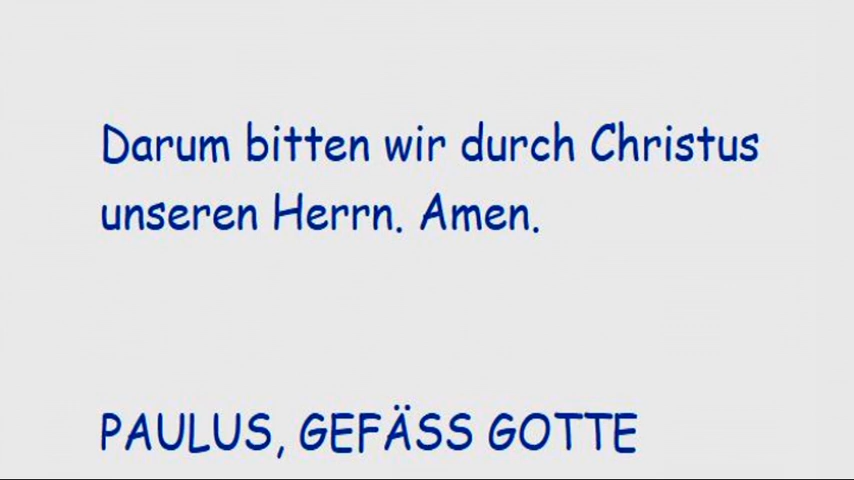 Darum bitten wir durch Christus
unseren Herrn. Amen.
PAULUS, GEFÄSS GOTTE